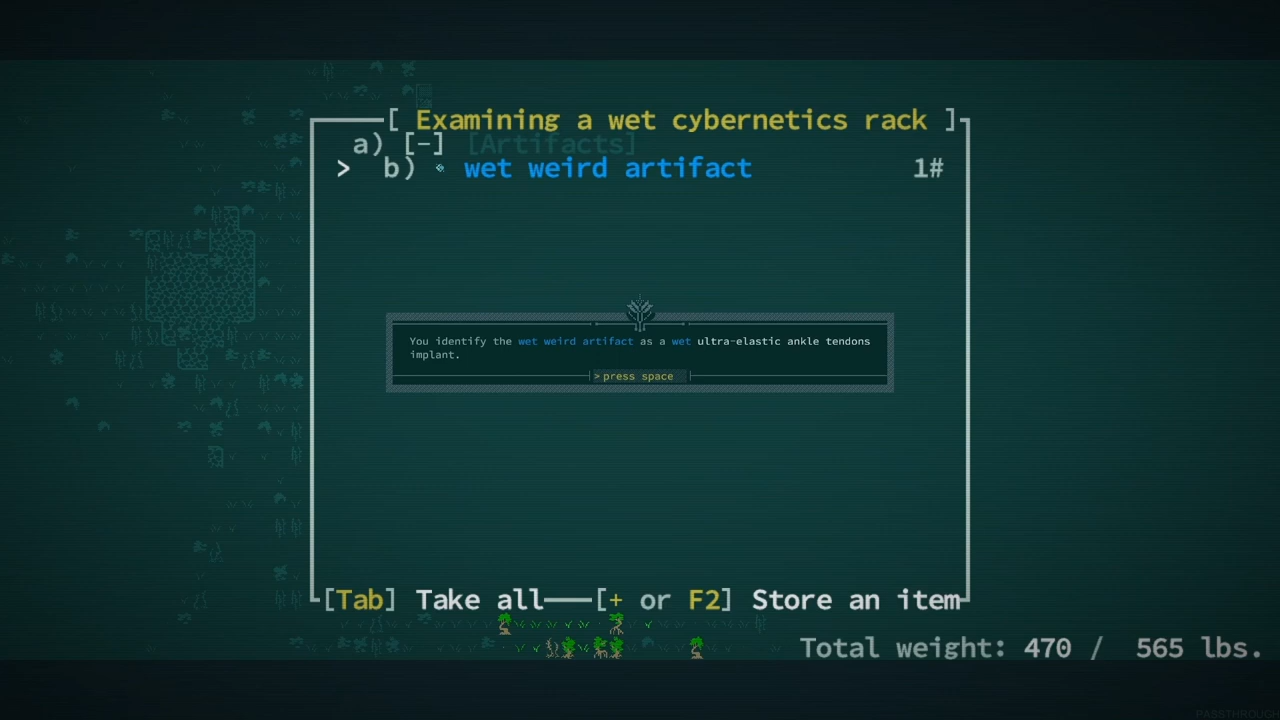 [ Examining a wet cybernetics rack ]
a) [-] [Artifacts]
> b) wet weird artifact 1#
You identify the wet weird artifact as a wet ultra-elastic ankle tendons
implant.
> press space
[Tab] Take all [+ or F2] Store an item
Total weight: 470 / 565 lbs.
PASSTHROUGH